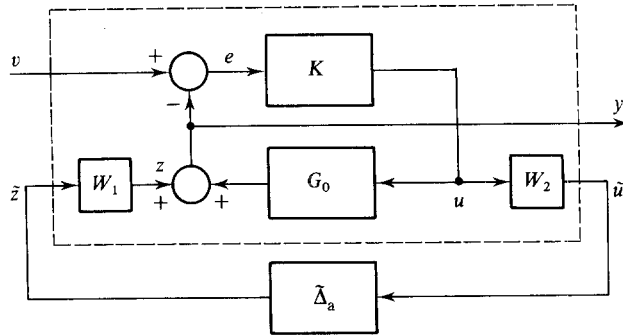 v
+
e
K
−
y
z̃
W₁
z
+
+
G₀
u
W₂
ũ
Δ̃ₐ